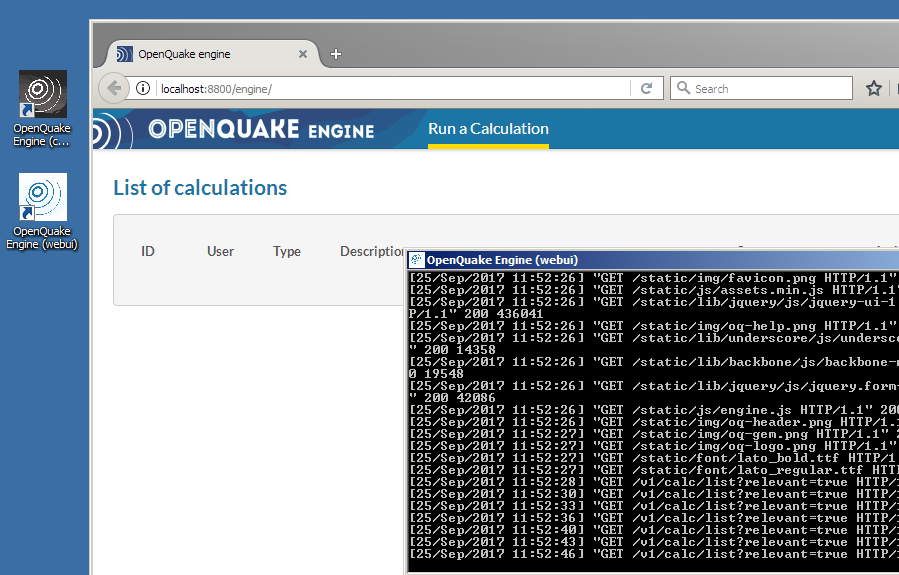 OpenQuake engine
localhost:8800/engine/
Search
OpenQuake
Engine (c...
OPENQUAKE ENGINE
Run a Calculation
List of calculations
OpenQuake
Engine (webui)
ID User Type Description
OpenQuake Engine (webui)
[25/Sep/2017 11:52:26] "GET /static/img/favicon.png HTTP/1.1"
[25/Sep/2017 11:52:26] "GET /static/js/assets.min.js HTTP/1.1"
[25/Sep/2017 11:52:26] "GET /static/lib/jquery/js/jquery-ui-1
P/1.1" 200 436041
[25/Sep/2017 11:52:26] "GET /static/img/oq-help.png HTTP/1.1"
[25/Sep/2017 11:52:26] "GET /static/lib/underscore/js/undersco
" 200 14358
[25/Sep/2017 11:52:26] "GET /static/lib/backbone/js/backbone-m
0 19548
[25/Sep/2017 11:52:26] "GET /static/lib/jquery/js/jquery.form-
" 200 42086
[25/Sep/2017 11:52:26] "GET /static/js/engine.js HTTP/1.1" 200
[25/Sep/2017 11:52:26] "GET /static/img/oq-header.png HTTP/1.1
[25/Sep/2017 11:52:27] "GET /static/img/oq-gem.png HTTP/1.1" 2
[25/Sep/2017 11:52:27] "GET /static/img/oq-logo.png HTTP/1.1"
[25/Sep/2017 11:52:27] "GET /static/font/lato_bold.ttf HTTP/1
[25/Sep/2017 11:52:27] "GET /static/font/lato_regular.ttf HTTP
[25/Sep/2017 11:52:28] "GET /v1/calc/list?relevant=true HTTP/1
[25/Sep/2017 11:52:30] "GET /v1/calc/list?relevant=true HTTP/1
[25/Sep/2017 11:52:33] "GET /v1/calc/list?relevant=true HTTP/1
[25/Sep/2017 11:52:36] "GET /v1/calc/list?relevant=true HTTP/1
[25/Sep/2017 11:52:40] "GET /v1/calc/list?relevant=true HTTP/1
[25/Sep/2017 11:52:43] "GET /v1/calc/list?relevant=true HTTP/1
[25/Sep/2017 11:52:46] "GET /v1/calc/list?relevant=true HTTP/1